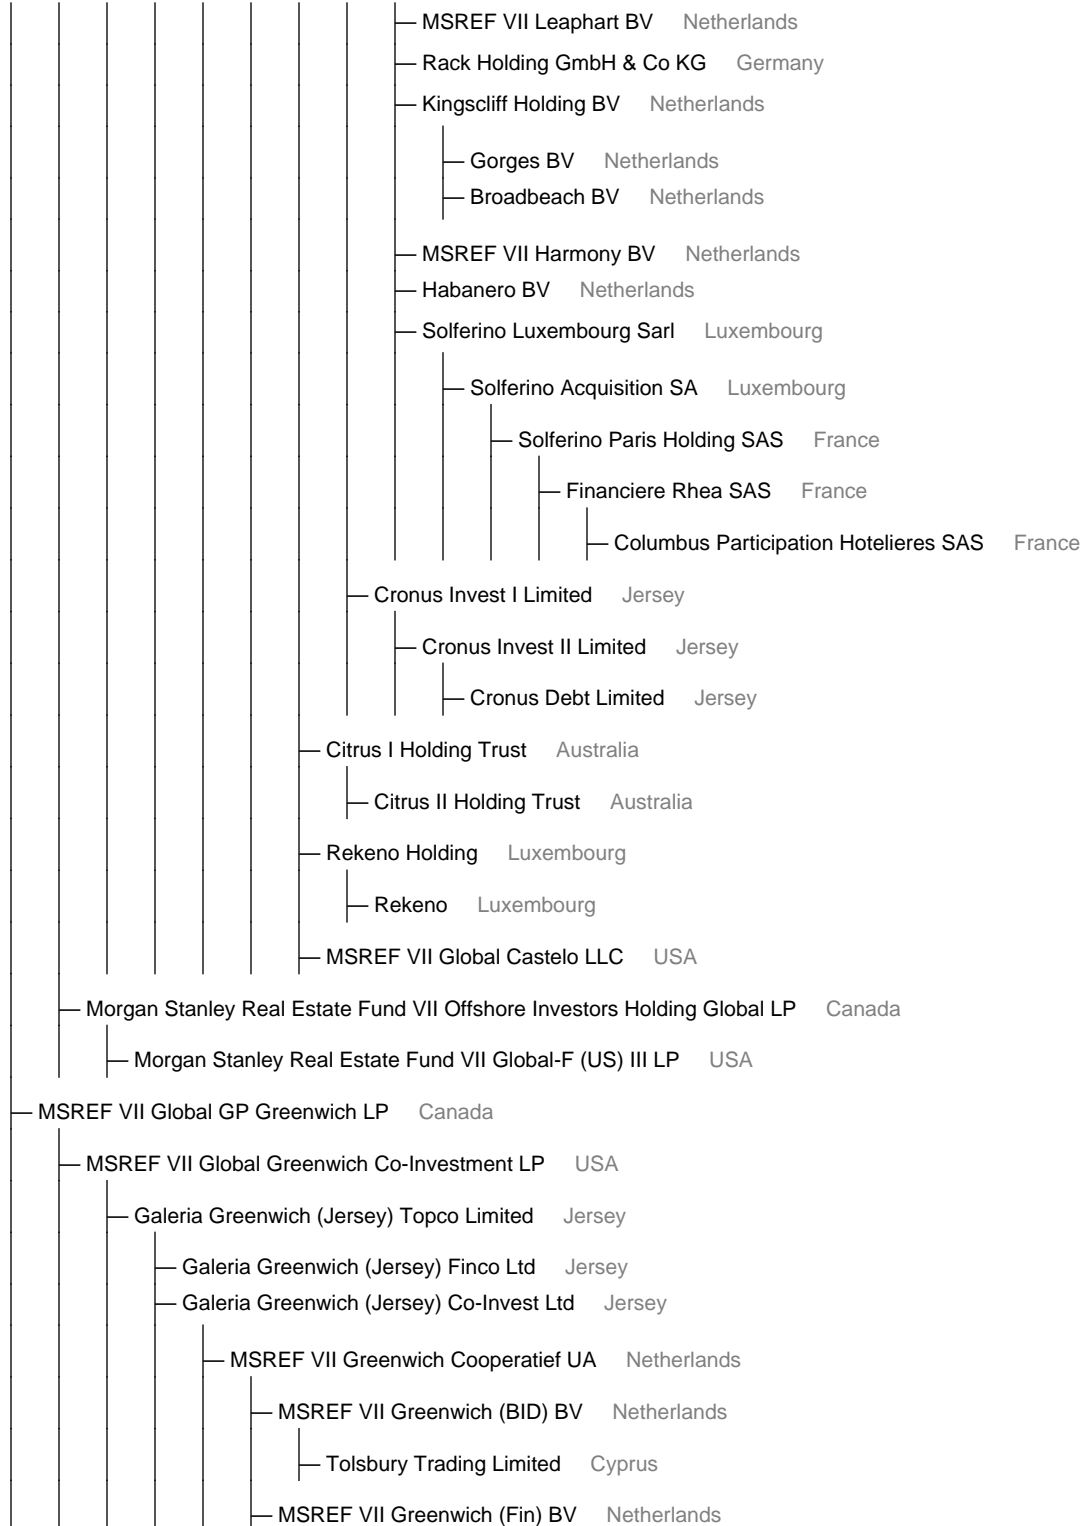 MSREF VII Leaphart BV Netherlands
Rack Holding GmbH & Co KG Germany
Kingscliff Holding BV Netherlands
Gorges BV Netherlands
Broadbeach BV Netherlands
MSREF VII Harmony BV Netherlands
Habanero BV Netherlands
Solferino Luxembourg Sarl Luxembourg
Solferino Acquisition SA Luxembourg
Solferino Paris Holding SAS France
Financiere Rhea SAS France
Columbus Participation Hotelieres SAS France
Cronus Invest I Limited Jersey
Cronus Invest II Limited Jersey
Cronus Debt Limited Jersey
Citrus I Holding Trust Australia
Citrus II Holding Trust Australia
Rekeno Holding Luxembourg
Rekeno Luxembourg
MSREF VII Global Castelo LLC USA
Morgan Stanley Real Estate Fund VII Offshore Investors Holding Global LP Canada
Morgan Stanley Real Estate Fund VII Global-F (US) III LP USA
MSREF VII Global GP Greenwich LP Canada
MSREF VII Global Greenwich Co-Investment LP USA
Galeria Greenwich (Jersey) Topco Limited Jersey
Galeria Greenwich (Jersey) Finco Ltd Jersey
Galeria Greenwich (Jersey) Co-Invest Ltd Jersey
MSREF VII Greenwich Cooperatief UA Netherlands
MSREF VII Greenwich (BID) BV Netherlands
Tolsbury Trading Limited Cyprus
MSREF VII Greenwich (Fin) BV Netherlands